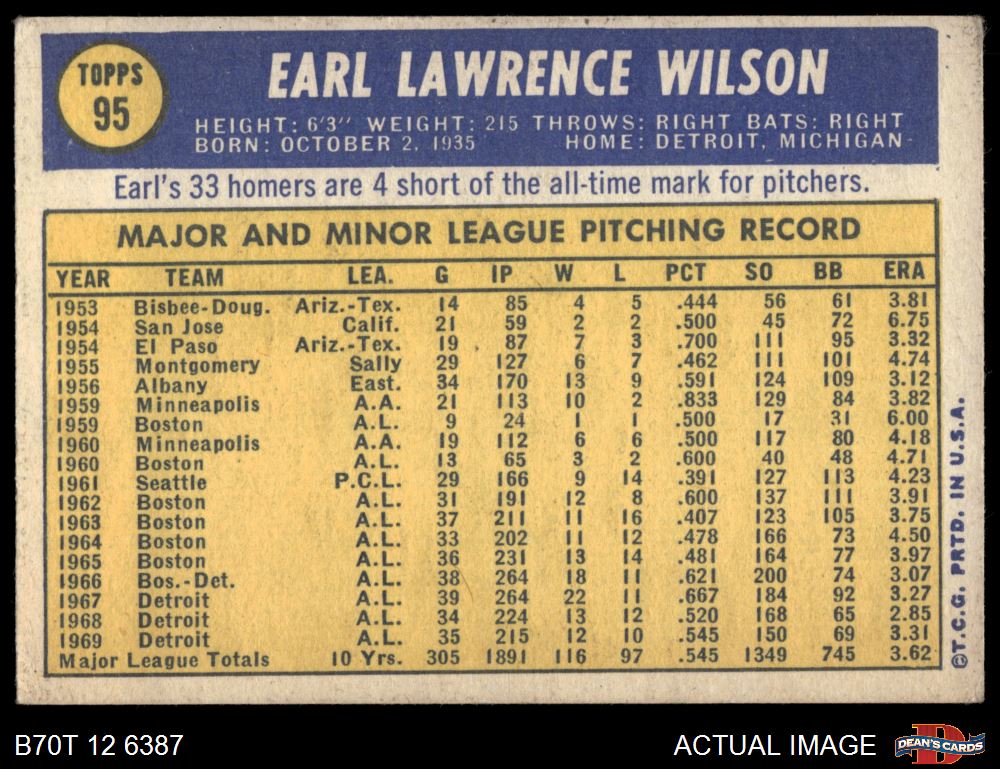 TOPPS
95
EARL LAWRENCE WILSON
HEIGHT: 6'3" WEIGHT: 215 THROWS: RIGHT BATS: RIGHT
BORN: OCTOBER 2, 1935 HOME: DETROIT, MICHIGAN
Earl's 33 homers are 4 short of the all-time mark for pitchers.
MAJOR AND MINOR LEAGUE PITCHING RECORD
YEAR TEAM LEA. G IP W L PCT SO BB ERA
1953 Bisbee-Doug. Ariz.-Tex. 14 85 4 5 .444 56 61 3.81
1954 San Jose Calif. 21 59 2 2 .500 45 72 6.75
1954 El Paso Ariz.-Tex. 19 87 7 3 .700 111 95 3.32
1955 Montgomery Sally 29 127 6 7 .462 111 101 4.74
1956 Albany East. 34 170 13 9 .591 124 109 3.12
1959 Minneapolis A.A. 21 113 10 2 .833 129 84 3.82
1959 Boston A.L. 9 24 1 1 .500 17 31 6.00
1960 Minneapolis A.A. 19 112 6 6 .500 117 80 4.18
1960 Boston A.L. 13 65 3 2 .600 40 48 4.71
1961 Seattle P.C.L. 29 166 9 14 .391 127 113 4.23
1962 Boston A.L. 31 191 12 8 .600 137 111 3.91
1963 Boston A.L. 37 211 11 16 .407 123 105 3.75
1964 Boston A.L. 33 202 11 12 .478 166 73 4.50
1965 Boston A.L. 36 231 13 14 .481 164 77 3.97
1966 Bos.-Det. A.L. 38 264 18 11 .621 200 74 3.07
1967 Detroit A.L. 39 264 22 11 .667 184 92 3.27
1968 Detroit A.L. 34 224 13 12 .520 168 65 2.85
1969 Detroit A.L. 35 215 12 10 .545 150 69 3.31
Major League Totals 10 Yrs. 305 1891 116 97 .545 1349 745 3.62
©T.C.G. PRTD. IN U.S.A.
B70T 12 6387
ACTUAL IMAGE
DEAN'S CARDS